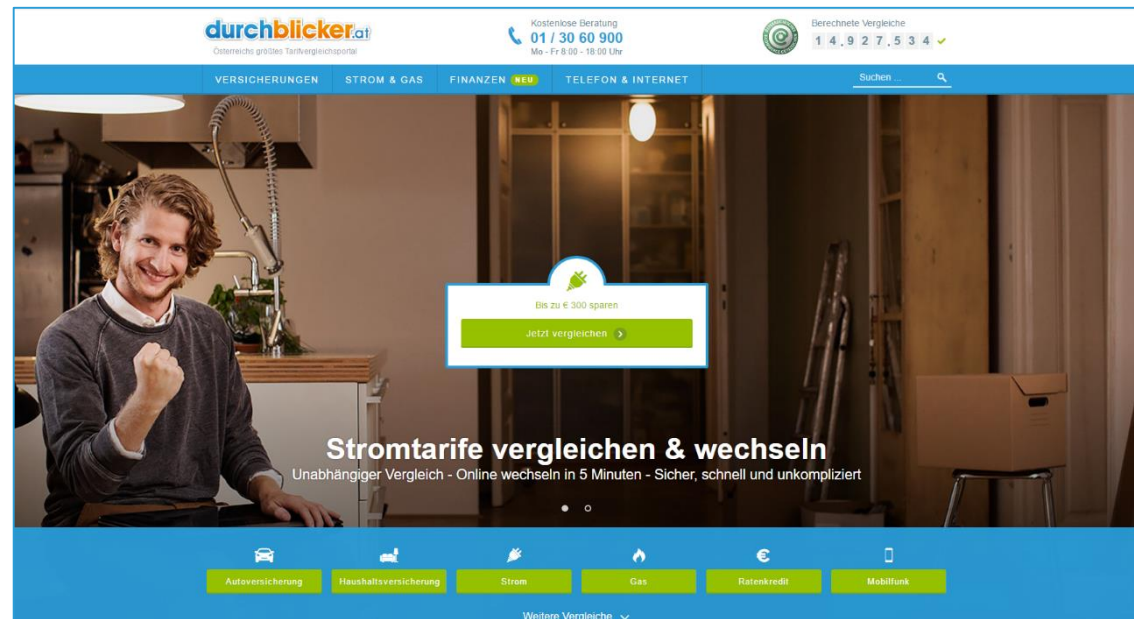 durchblicker.at
Österreichs größtes Tarifvergleichsportal
Kostenlose Beratung
01 / 30 60 900
Mo - Fr 8:00 - 18:00 Uhr
Berechnete Vergleiche
14.927.534
VERSICHERUNGEN STROM & GAS FINANZEN NEU TELEFON & INTERNET
Suchen ...
Bis zu € 300 sparen
Jetzt vergleichen
Stromtarife vergleichen & wechseln
Unabhängiger Vergleich - Online wechseln in 5 Minuten - Sicher, schnell und unkompliziert
Autoversicherung Haushaltsversicherung Strom Gas Ratenkredit Mobilfunk
Weitere Vergleiche